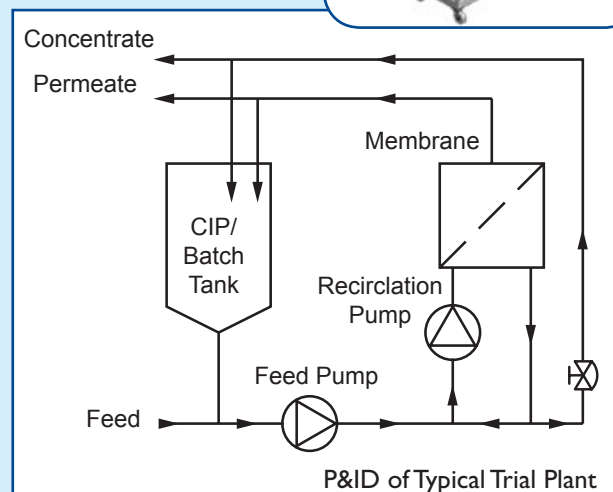 Concentrate
Permeate
Membrane
CIP/
Batch
Tank
Recirclation
Pump
Feed Pump
Feed
P&ID of Typical Trial Plant